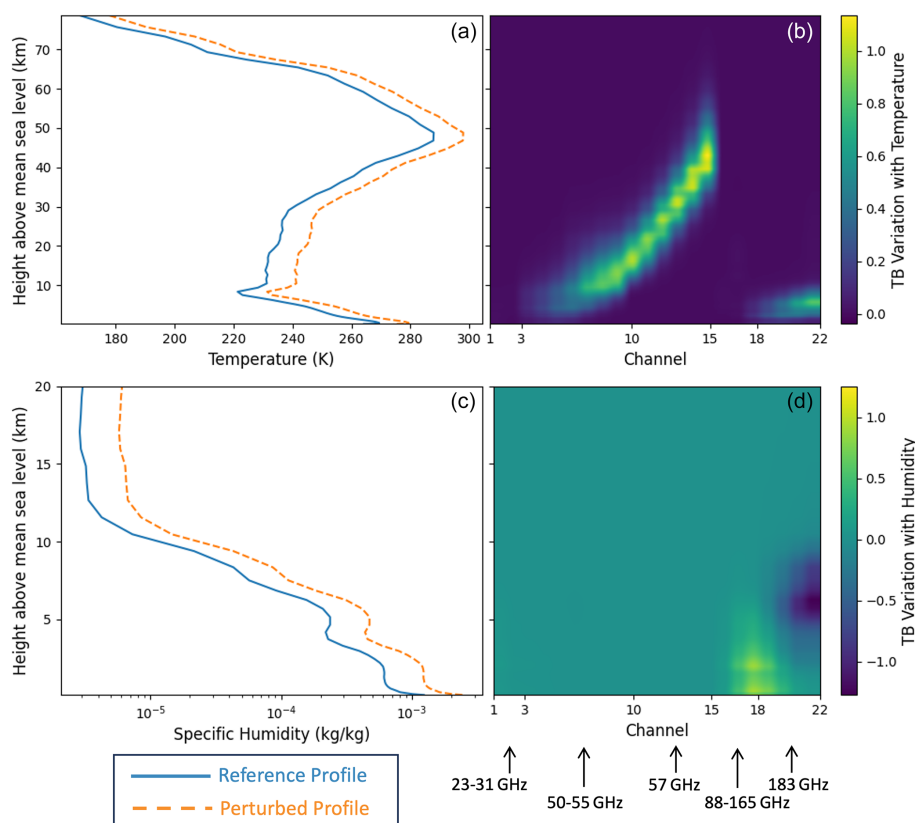 (a)
Height above mean sea level (km)
70
60
50
40
30
20
10
180 200 220 240 260 280 300
Temperature (K)
(b)
1 3 10 15 18 22
Channel
1.0
0.8
0.6
0.4
0.2
0.0
TB Variation with Temperature
(c)
Height above mean sea level (km)
20
15
10
5
10⁻⁵ 10⁻⁴ 10⁻³
Specific Humidity (kg/kg)
(d)
1 3 10 15 18 22
Channel
1.0
0.5
0.0
−0.5
−1.0
TB Variation with Humidity
23-31 GHz
50-55 GHz
57 GHz
88-165 GHz
183 GHz
Reference Profile
Perturbed Profile